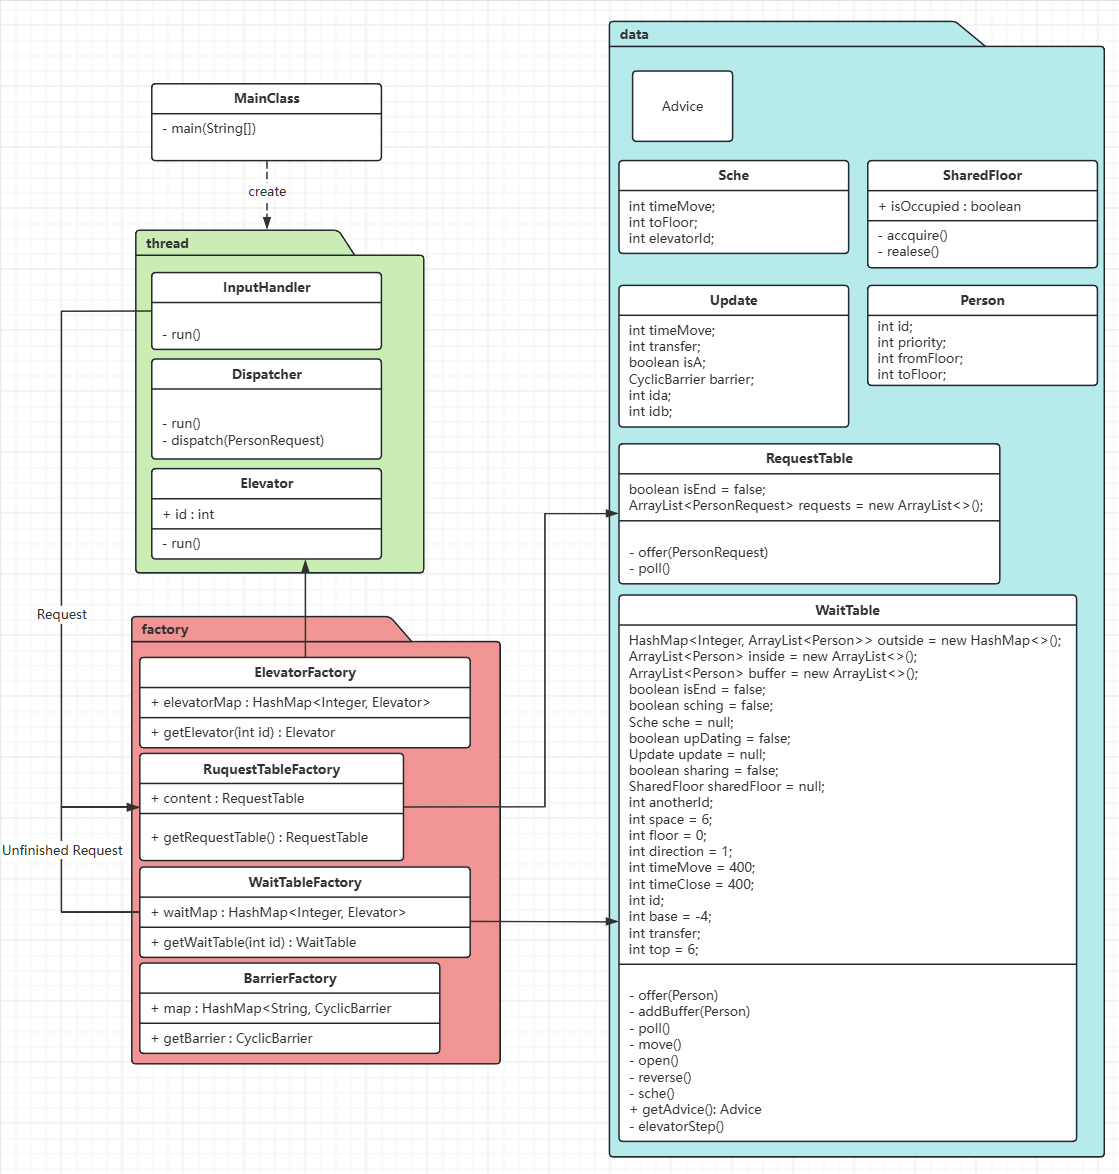 MainClass
- main(String[])
create
thread
InputHandler
- run()
Dispatcher
- run()
- dispatch(PersonRequest)
Elevator
+ id : int
- run()
Request
Unfinished Request
factory
ElevatorFactory
+ elevatorMap : HashMap<Integer, Elevator>
+ getElevator(int id) : Elevator
RuquestTableFactory
+ content : RequestTable
+ getRequestTable() : RequestTable
WaitTableFactory
+ waitMap : HashMap<Integer, Elevator>
+ getWaitTable(int id) : WaitTable
BarrierFactory
+ map : HashMap<String, CyclicBarrier
+ getBarrier : CyclicBarrier
data
Advice
Sche
int timeMove;
int toFloor;
int elevatorId;
SharedFloor
+ isOccupied : boolean
- accquire()
- realese()
Update
int timeMove;
int transfer;
boolean isA;
CyclicBarrier barrier;
int ida;
int idb;
Person
int id;
int priority;
int fromFloor;
int toFloor;
RequestTable
boolean isEnd = false;
ArrayList<PersonRequest> requests = new ArrayList<>();
- offer(PersonRequest)
- poll()
WaitTable
HashMap<Integer, ArrayList<Person>> outside = new HashMap<>();
ArrayList<Person> inside = new ArrayList<>();
ArrayList<Person> buffer = new ArrayList<>();
boolean isEnd = false;
boolean sching = false;
Sche sche = null;
boolean upDating = false;
Update update = null;
boolean sharing = false;
SharedFloor sharedFloor = null;
int anotherId;
int space = 6;
int floor = 0;
int direction = 1;
int timeMove = 400;
int timeClose = 400;
int id;
int base = -4;
int transfer;
int top = 6;
- offer(Person)
- addBuffer(Person)
- poll()
- move()
- open()
- reverse()
- sche()
+ getAdvice(): Advice
- elevatorStep()